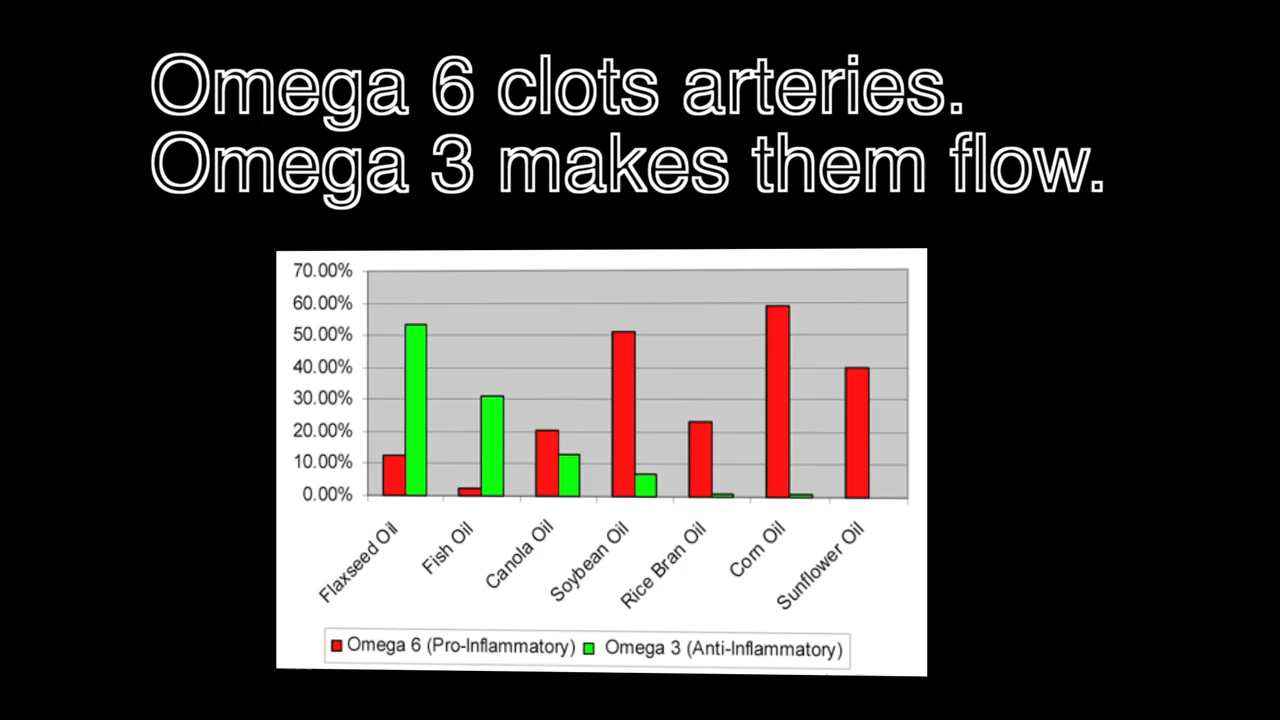 Omega 6 clots arteries.
Omega 3 makes them flow.
70.00%
60.00%
50.00%
40.00%
30.00%
20.00%
10.00%
0.00%
Flaxseed Oil
Fish Oil
Canola Oil
Soybean Oil
Rice Bran Oil
Corn Oil
Sunflower Oil
Omega 6 (Pro-Inflammatory) Omega 3 (Anti-Inflammatory)